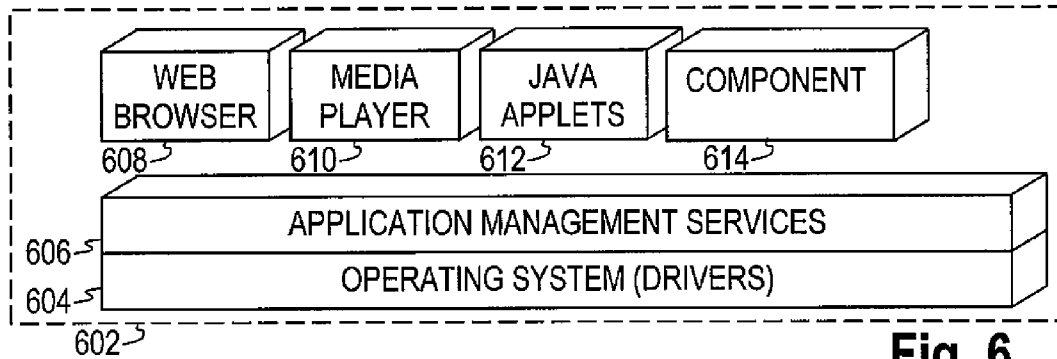 WEB
BROWSER
MEDIA
PLAYER
JAVA
APPLETS
COMPONENT
608
610
612
614
APPLICATION MANAGEMENT SERVICES
606
OPERATING SYSTEM (DRIVERS)
604
602
Fig. 6